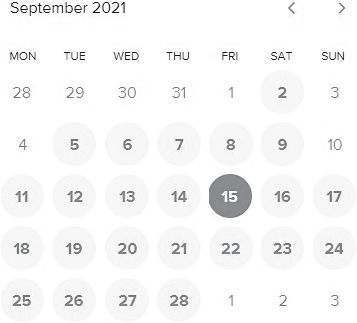 September 2021 < >
MON TUE WED THU FRI SAT SUN
28 29 30 31 1 2 3
4 5 6 7 8 9 10
11 12 13 14 15 16 17
18 19 20 21 22 23 24
25 26 27 28 1 2 3